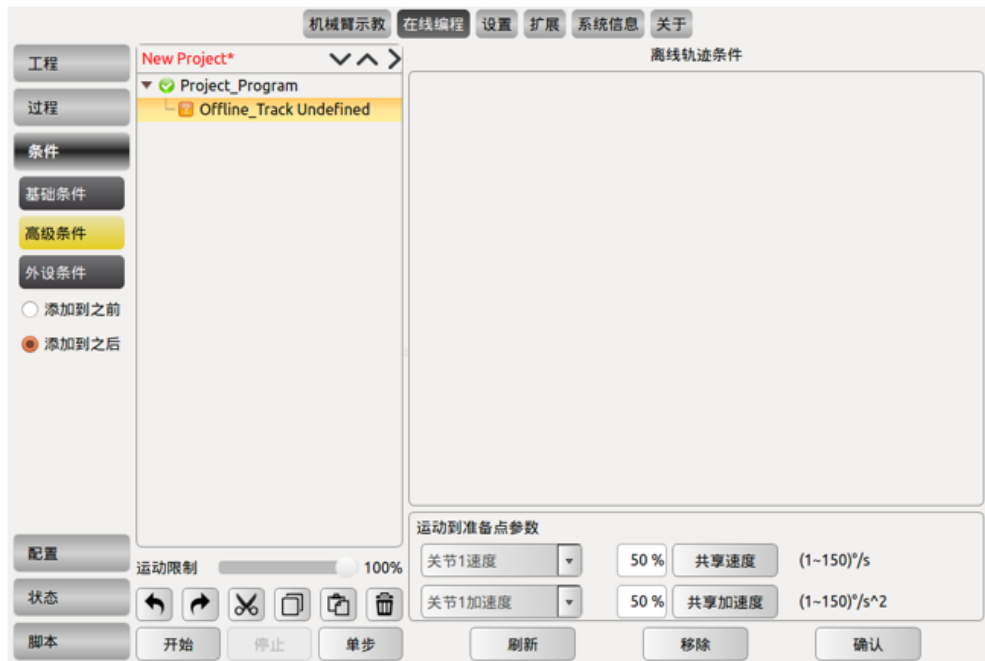 机械臂示教 在线编程 设置 扩展 系统信息 关于
工程
过程
条件
基础条件
高级条件
外设条件
添加到之前
添加到之后
配置
状态
脚本
New Project*
Project_Program
Offline_Track Undefined
运动限制 100%
开始 停止 单步
离线轨迹条件
运动到准备点参数
关节1速度 50 % 共享速度 (1~150)°/s
关节1加速度 50 % 共享加速度 (1~150)°/s^2
刷新 移除 确认